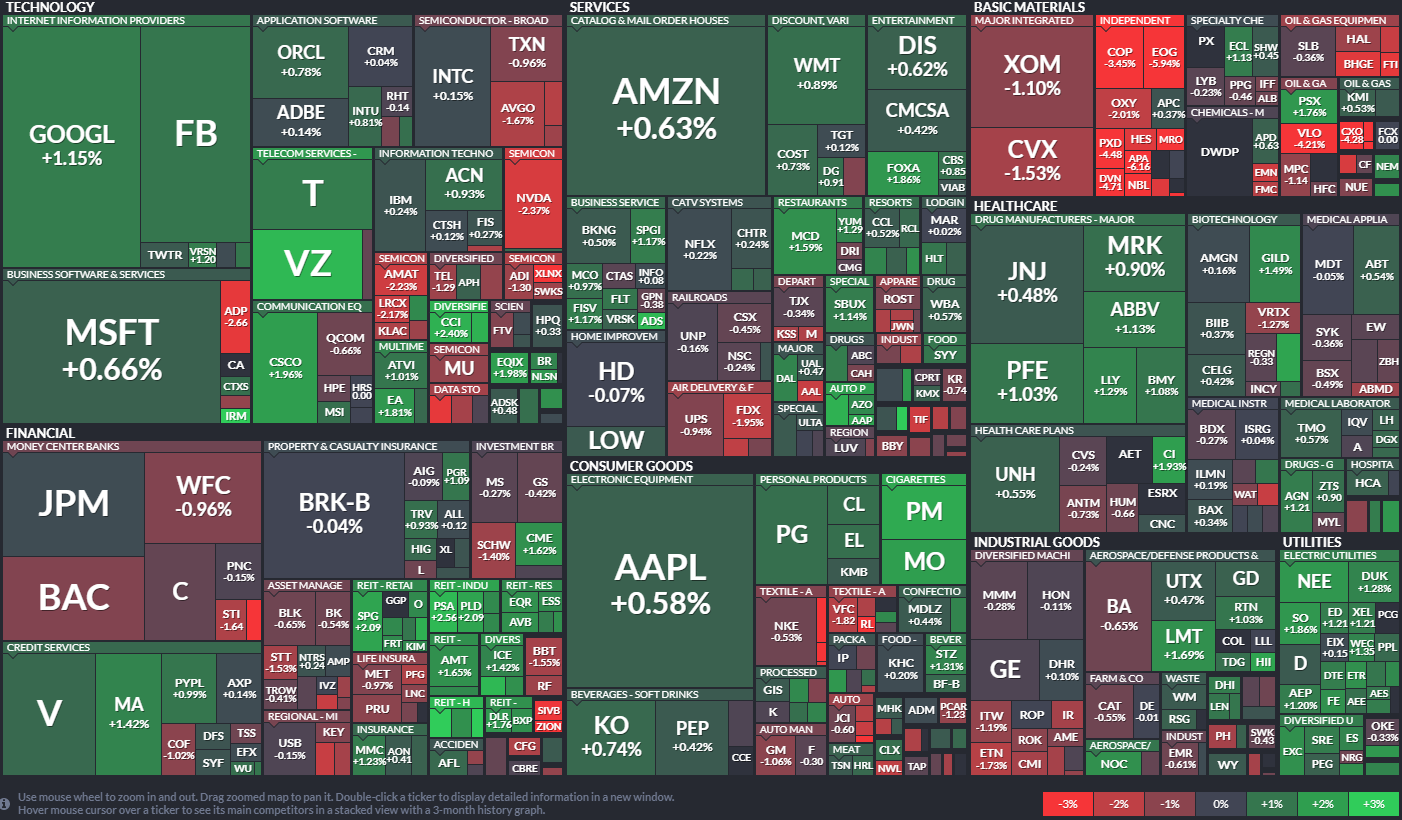 TECHNOLOGY
INTERNET INFORMATION PROVIDERS
GOOGL
+1.15%
FB
TWTR
VRSN
+1.20
APPLICATION SOFTWARE
ORCL
+0.78%
ADBE
+0.14%
CRM
+0.04%
INTU
+0.81%
RHT
-0.14
SEMICONDUCTOR - BROAD
INTC
+0.15%
TXN
-0.96%
AVGO
-1.67%
BUSINESS SOFTWARE & SERVICES
MSFT
+0.66%
ADP
-2.66
CA
CTXS
IRM
TELECOM SERVICES -
T
VZ
INFORMATION TECHNO
IBM
+0.24%
ACN
+0.93%
CTSH
+0.12%
FIS
+0.27%
SEMICON
NVDA
-2.37%
COMMUNICATION EQ
CSCO
+1.96%
QCOM
-0.66%
HPE
HRS
0.00
MSI
SEMICON
AMAT
-2.23%
LRCX
-2.17%
KLAC
DIVERSIFIED
TEL
-1.29
APH
SEMICON
ADI
-1.30
XLNX
SWKS
DIVERSIFIE
CCI
+2.40%
SCIEN
FTV
HPQ
+0.33
MULTIME
ATVI
+1.01%
EA
+1.81%
SEMICON
MU
EQIX
+1.98%
BR
NLSN
DATA STO
ADSK
+0.48
SERVICES
CATALOG & MAIL ORDER HOUSES
AMZN
+0.63%
DISCOUNT, VARI
WMT
+0.89%
COST
+0.73%
TGT
+0.12%
DG
+0.91
ENTERTAINMENT
DIS
+0.62%
CMCSA
+0.42%
FOXA
+1.86%
CBS
+0.85
VIAB
BUSINESS SERVICE
BKNG
+0.50%
SPGI
+1.17%
MCO
+0.97%
CTAS
INFO
+0.08
FISV
+1.17%
FLT
GPN
-0.38
VRSK
ADS
CATV SYSTEMS
NFLX
+0.22%
CHTR
+0.24%
RESTAURANTS
MCD
+1.59%
YUM
+1.29
DRI
CMG
RESORTS
CCL
+0.52%
RCL
LODGIN
MAR
+0.02%
HLT
HOME IMPROVEM
HD
-0.07%
LOW
RAILROADS
UNP
-0.16%
CSX
-0.45%
NSC
-0.24%
DEPART
TJX
-0.34%
KSS
M
SPECIAL
SBUX
+1.14%
APPARE
ROST
JWN
DRUG
WBA
+0.57%
MAJOR
DAL
UAL
+0.47
AAL
DRUGS
ABC
CAH
INDUST
FOOD
SYY
AIR DELIVERY & F
UPS
-0.94%
FDX
-1.95%
SPECIAL
ULTA
AUTO P
AZO
AAP
CPRT
KMX
KR
-0.74
REGION
LUV
BBY
TIF
BASIC MATERIALS
MAJOR INTEGRATED
XOM
-1.10%
CVX
-1.53%
INDEPENDENT
COP
-3.45%
EOG
-5.94%
OXY
-2.01%
APC
+0.37%
PXD
-4.48
HES
MRO
APA
-6.16
DVN
-4.71
NBL
SPECIALTY CHE
PX
ECL
+1.13
SHW
+0.45
LYB
-0.23%
PPG
-0.46
IFF
ALB
CHEMICALS - M
DWDP
APD
+0.63
EMN
FMC
OIL & GAS EQUIPMEN
SLB
-0.36%
HAL
BHGE
FTI
OIL & GA
PSX
+1.76%
VLO
-4.21%
MPC
-1.14
HFC
OIL & GAS
KMI
+0.53%
CXO
-4.28
FCX
0.00
CF
NEM
NUE
HEALTHCARE
DRUG MANUFACTURERS - MAJOR
JNJ
+0.48%
PFE
+1.03%
MRK
+0.90%
ABBV
+1.13%
LLY
+1.29%
BMY
+1.08%
BIOTECHNOLOGY
AMGN
+0.16%
GILD
+1.49%
BIIB
+0.37%
CELG
+0.42%
VRTX
-1.27%
REGN
-0.33
INCY
MEDICAL APPLIA
MDT
-0.05%
ABT
+0.54%
SYK
-0.36%
EW
BSX
-0.49%
ZBH
ABMD
HEALTH CARE PLANS
UNH
+0.55%
CVS
-0.24%
ANTM
-0.73%
AET
CI
+1.93%
HUM
-0.66
ESRX
CNC
MEDICAL INSTR
BDX
-0.27%
ISRG
+0.04%
ILMN
+0.19%
WAT
BAX
+0.34%
MEDICAL LABORATOR
TMO
+0.57%
IQV
LH
A
DGX
DRUGS - G
AGN
+1.21
ZTS
+0.90
MYL
HOSPITA
HCA
FINANCIAL
MONEY CENTER BANKS
JPM
WFC
-0.96%
BAC
C
PNC
-0.15%
STI
-1.64
PROPERTY & CASUALTY INSURANCE
BRK-B
-0.04%
AIG
-0.09%
PGR
+1.09
TRV
+0.93%
ALL
+0.12
HIG
XL
L
INVESTMENT BR
MS
-0.27%
GS
-0.42%
SCHW
-1.40%
CME
+1.62%
CREDIT SERVICES
V
MA
+1.42%
PYPL
+0.99%
AXP
+0.14%
COF
-1.02%
DFS
SYF
TSS
EFX
WU
ASSET MANAGE
BLK
-0.65%
BK
-0.54%
STT
-1.53%
NTRS
+0.24
AMP
TROW
-0.41%
IVZ
REIT - RETAI
SPG
+2.09
GGP
O
FRT
KIM
REIT - INDU
PSA
+2.56
PLD
+2.09
REIT - RES
EQR
ESS
AVB
REIT -
AMT
+1.65%
DIVERS
ICE
+1.42%
BBT
-1.55%
RF
LIFE INSURA
MET
-0.97%
PFG
LNC
PRU
REGIONAL - MI
USB
-0.15%
KEY
INSURANCE
MMC
+1.23%
AON
+0.41
REIT - H
REIT -
DLR
+1.76
BXP
SIVB
ZION
ACCIDEN
AFL
CFG
CBRE
CONSUMER GOODS
ELECTRONIC EQUIPMENT
AAPL
+0.58%
PERSONAL PRODUCTS
PG
CL
EL
KMB
CIGARETTES
PM
MO
BEVERAGES - SOFT DRINKS
KO
+0.74%
PEP
+0.42%
CCE
TEXTILE - A
NKE
-0.53%
TEXTILE - A
VFC
-1.82
RL
CONFECTIO
MDLZ
+0.44%
PACKA
IP
FOOD -
KHC
+0.20%
BEVER
STZ
+1.31%
BF-B
PROCESSED
GIS
K
AUTO
JCI
-0.60
MHK
ADM
PCAR
-1.23
AUTO MAN
GM
-1.06%
F
-0.30
MEAT
TSN
HRL
CLX
NWL
TAP
INDUSTRIAL GOODS
DIVERSIFIED MACHI
MMM
-0.28%
HON
-0.11%
GE
DHR
+0.10%
ITW
-1.19%
ROP
IR
ETN
-1.73%
ROK
AME
CMI
AEROSPACE/DEFENSE PRODUCTS &
BA
-0.65%
UTX
+0.47%
GD
LMT
+1.69%
RTN
+1.03%
COL
LLL
TDG
HII
FARM & CO
CAT
-0.55%
DE
-0.01
WASTE
WM
RSG
DHI
LEN
AEROSPACE/
NOC
INDUST
EMR
-0.61%
PH
SWK
-0.43
WY
UTILITIES
ELECTRIC UTILITIES
NEE
DUK
+1.28%
SO
+1.86%
ED
+1.21
XEL
+1.21
PCG
D
EIX
+0.15
WEC
+1.35
PPL
DTE
ETR
AEP
+1.20%
FE
AEE
AES
DIVERSIFIED U
EXC
SRE
ES
PEG
NRG
OKE
-0.33%
Use mouse wheel to zoom in and out. Drag zoomed map to pan it. Double-click a ticker to display detailed information in a new window.
Hover mouse cursor over a ticker to see its main competitors in a stacked view with a 3-month history graph.
-3%
-2%
-1%
0%
+1%
+2%
+3%